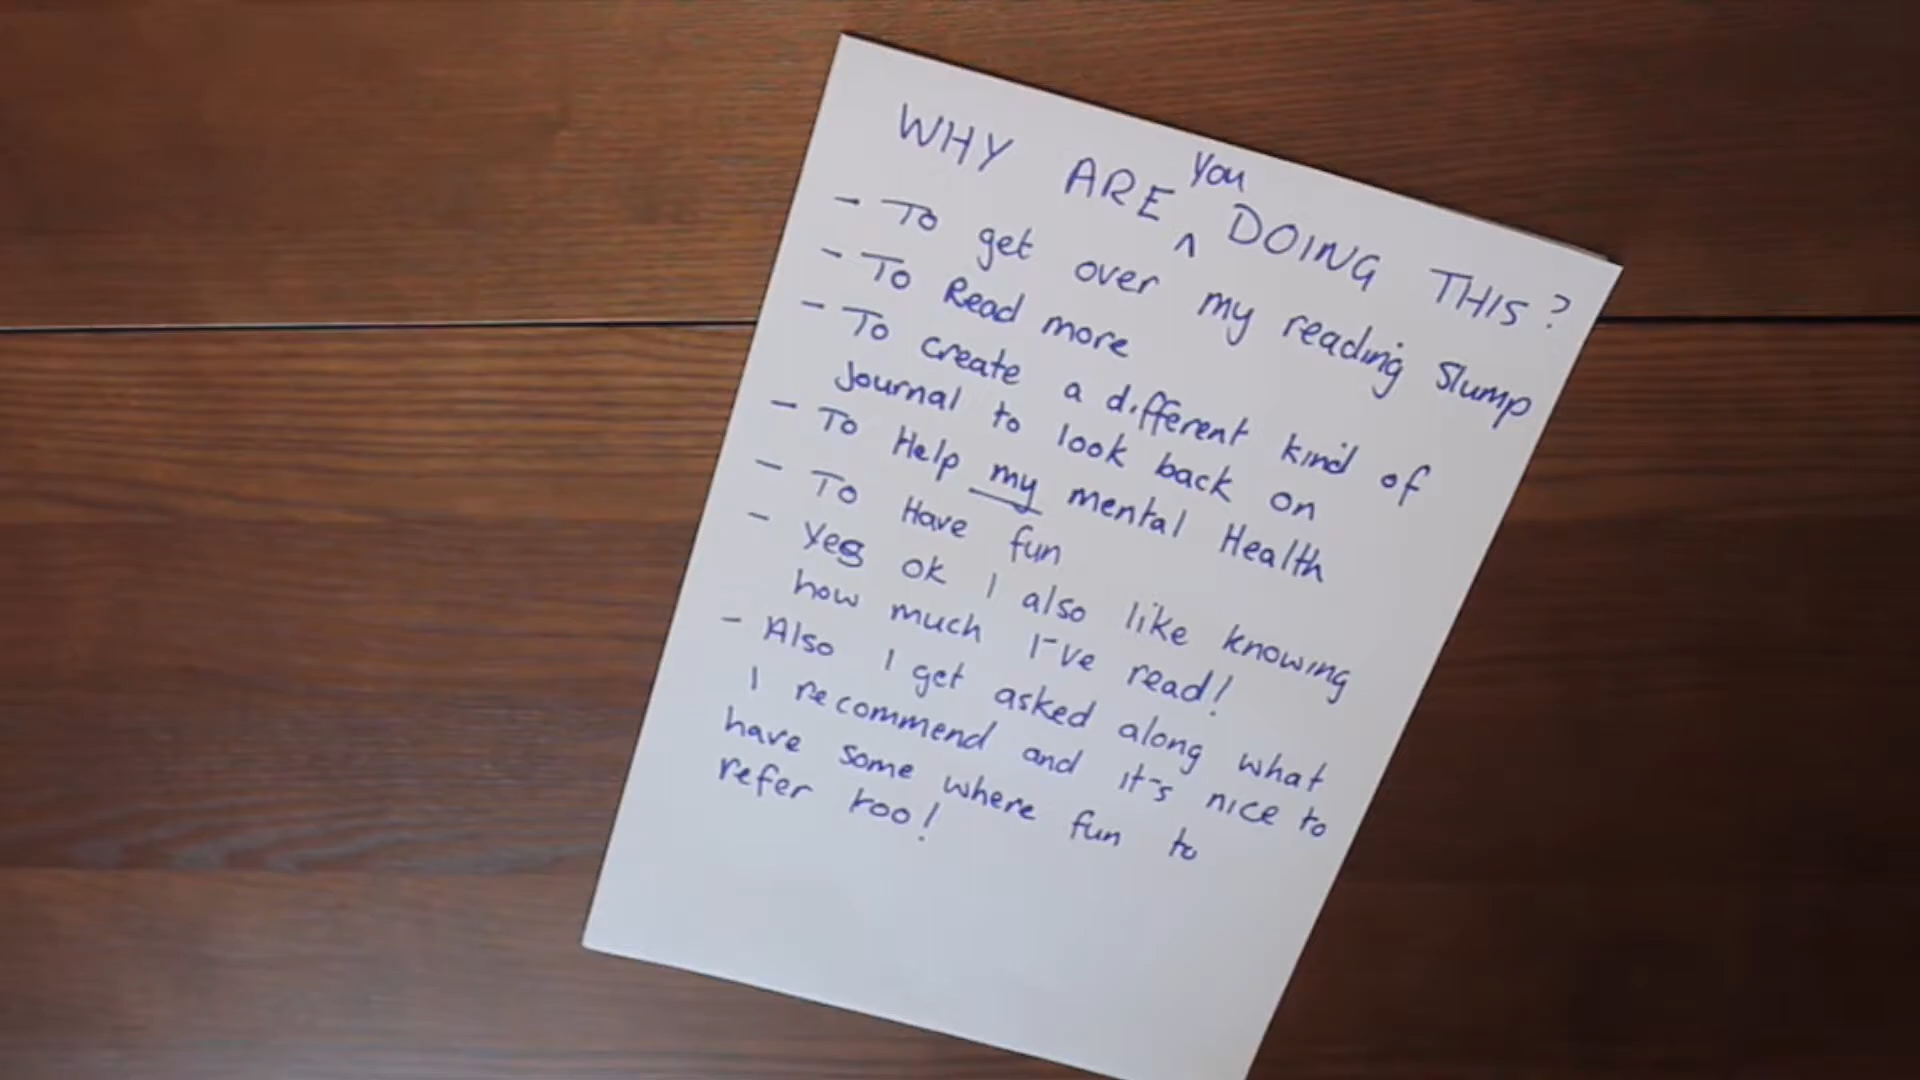 WHY ARE you DOING THIS?
- To get over my reading Slump
- To Read more
- To create a different kind of
Journal to look back on
- To Help my mental Health
- To Have fun
- Yes ok I also like knowing
how much I've read!
- Also I get asked along what
I recommend and it's nice to
have some where fun to
refer too!